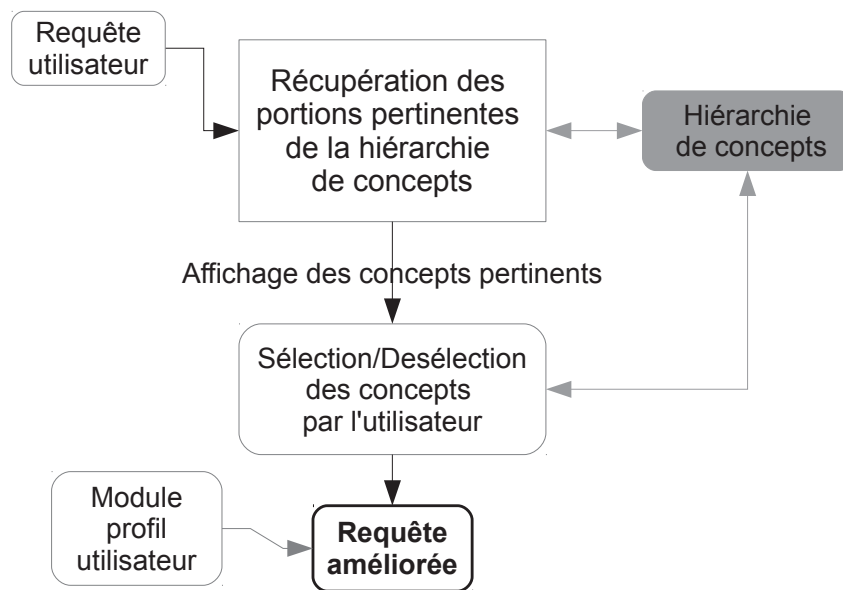 Requête
utilisateur
Récupération des
portions pertinentes
de la hiérarchie
de concepts
Hiérarchie
de concepts
Affichage des concepts pertinents
Sélection/Desélection
des concepts
par l'utilisateur
Module
profil
utilisateur
Requête
améliorée